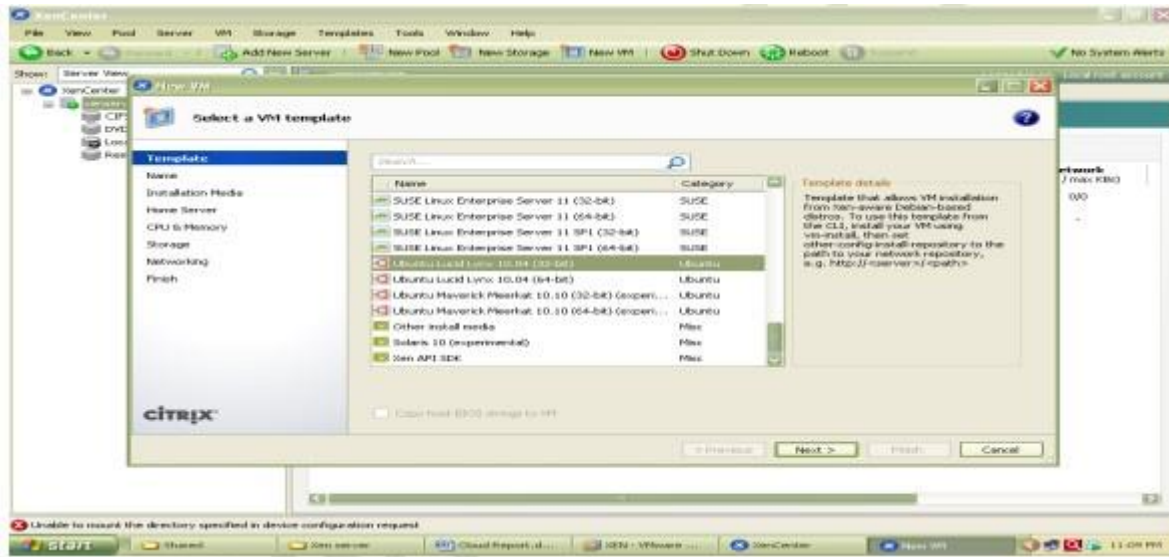 XenCenter
File View Pool Server VM Storage Templates Tools Window Help
Back Add New Server New Pool New Storage New VM Shut Down Reboot No System Alerts
Show: Server View
XenCenter
New VM
Select a VM template
Template
Name
Installation Media
Home Server
CPU & Memory
Storage
Networking
Finish
Name Category
SUSE Linux Enterprise Server 11 (32-bit) SUSE
SUSE Linux Enterprise Server 11 (64-bit) SUSE
SUSE Linux Enterprise Server 11 SP1 (32-bit) SUSE
SUSE Linux Enterprise Server 11 SP1 (64-bit) SUSE
Ubuntu Lucid Lynx 10.04 (32-bit) Ubuntu
Ubuntu Lucid Lynx 10.04 (64-bit) Ubuntu
Ubuntu Maverick Meerkat 10.10 (32-bit) (experi... Ubuntu
Ubuntu Maverick Meerkat 10.10 (64-bit) (experi... Ubuntu
Other install media Misc
Solaris 10 (experimental) Misc
Xen API SDK Misc
Template details
Template that allows VM installation
from Xen-aware Debian-based
distros. To use this template from
the CLI, install your VM using
vm-install, then set
other-config-install-repository to the
path to your network repository,
e.g. http://<server>/<path>
CITRIX
Copy host BIOS strings to VM
< Previous Next > Finish Cancel
Unable to mount the directory specified in device configuration request
start Shared Xen server Cloud Report.d... XEN - VMware ... XenCenter New VM 11:09 PM